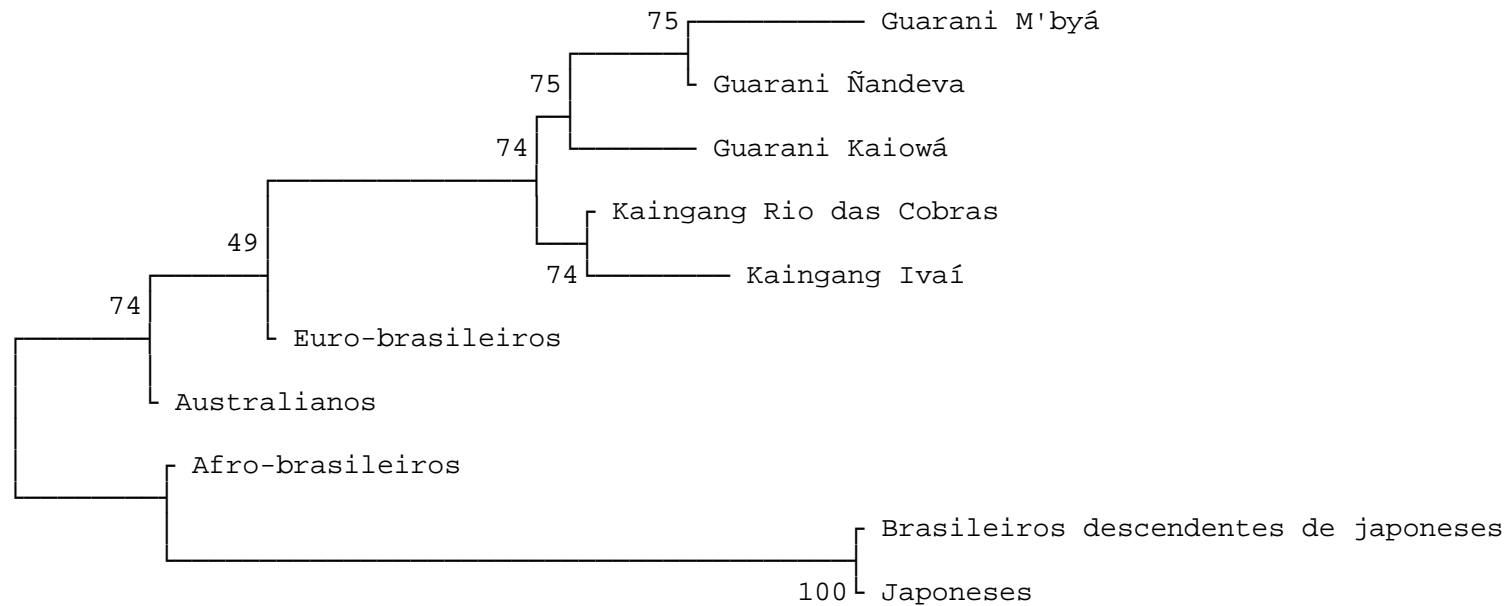 75 Guarani M'byá
75 Guarani Ñandeva
74 Guarani Kaiowá
Kaingang Rio das Cobras
49
74 Kaingang Ivaí
74
Euro-brasileiros
Australianos
Afro-brasileiros
Brasileiros descendentes de japoneses
100 Japoneses